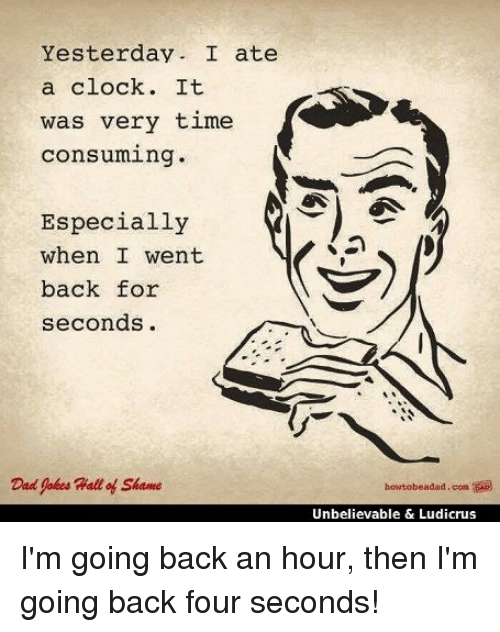 Yesterday. I ate
a clock. It
was very time
consuming.
Especially
when I went
back for
seconds.
Dad Jokes Hall of Shame
howtobeadad.com
Unbelievable & Ludicrus
I'm going back an hour, then I'm
going back four seconds!